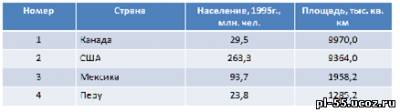 Номер Страна Население, 1995г., млн. чел. Площадь, тыс. кв. км
1 Канада 29,5 9970,0
2 США 263,3 9364,0
3 Мексика 93,7 1958,2
4 Перу 23,8 1285,2
pl-55.ucoz.ru